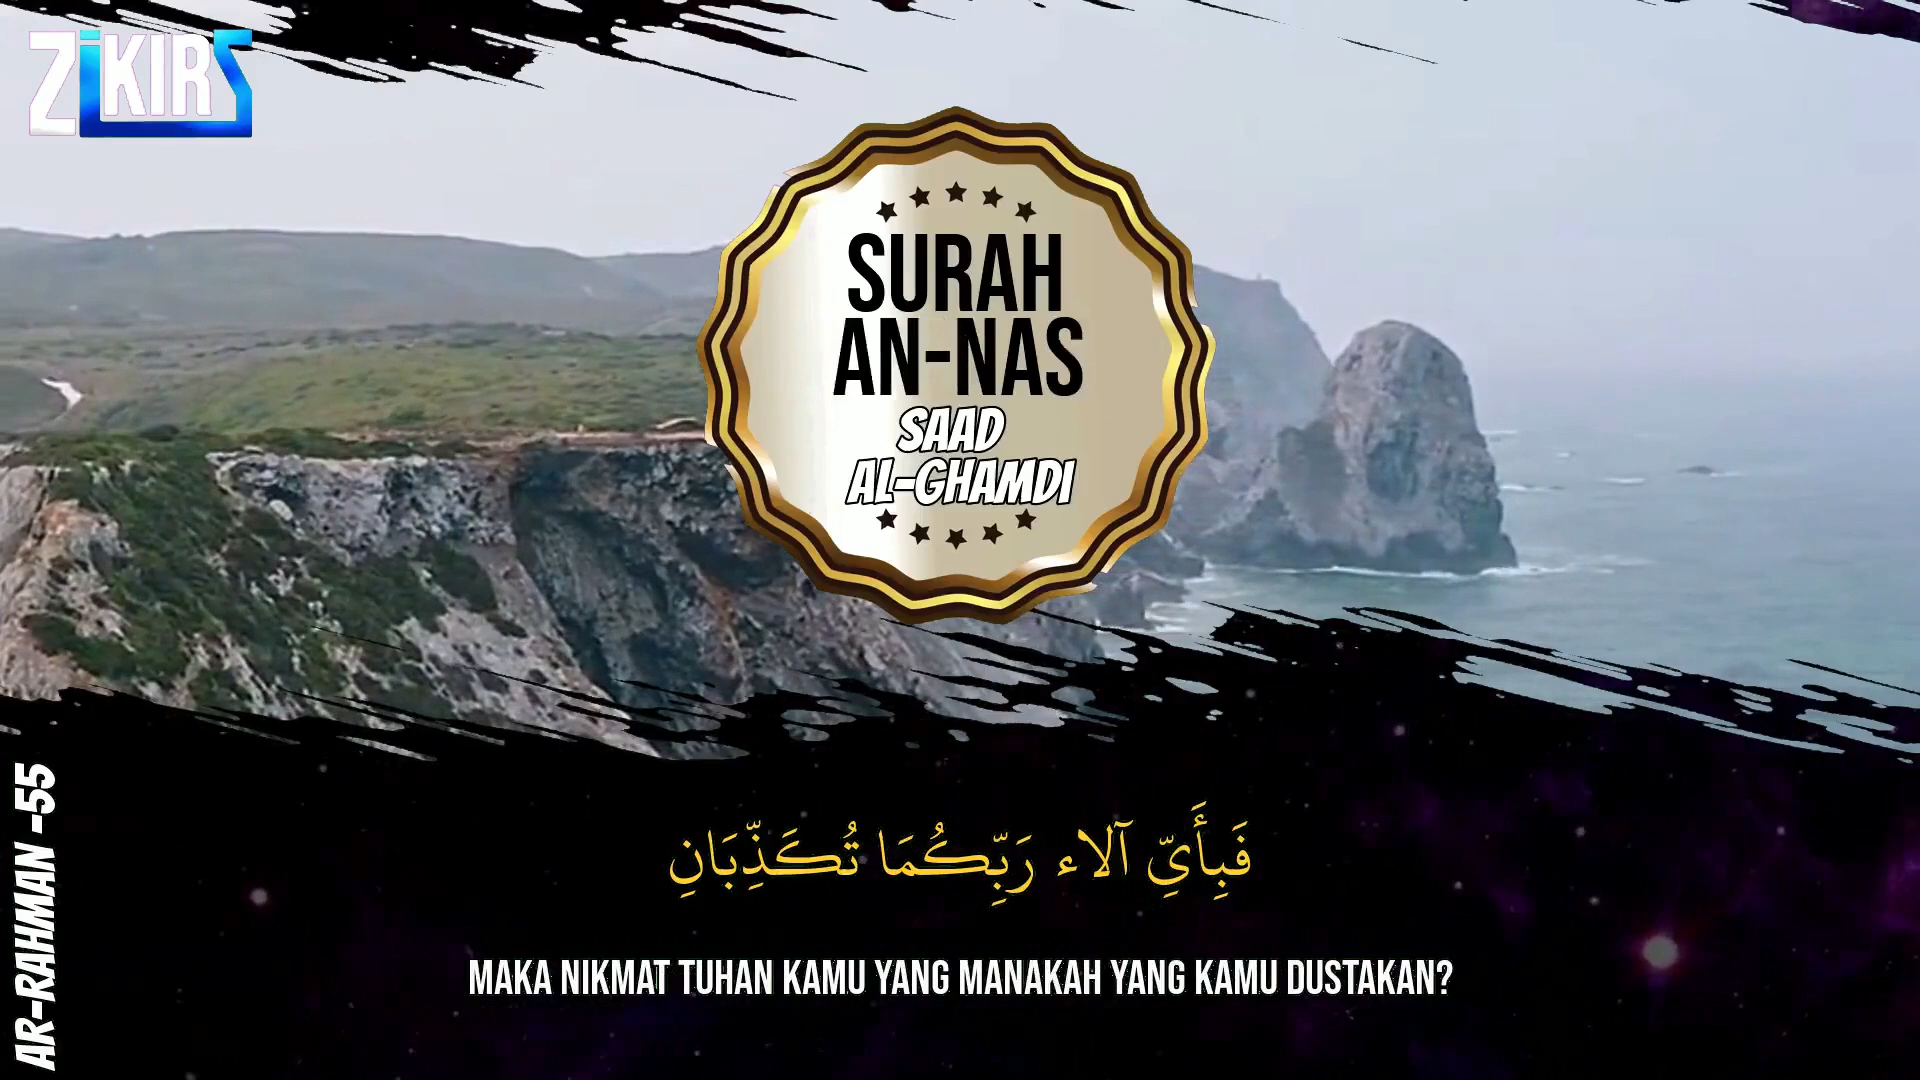 ZIKIRS
SURAH
AN-NAS
SAAD
AL-GHAMDI
AR-RAHMAN -55
فَبِأَيِّ آلاء رَبِّكُمَا تُكَذِّبَانِ
MAKA NIKMAT TUHAN KAMU YANG MANAKAH YANG KAMU DUSTAKAN?